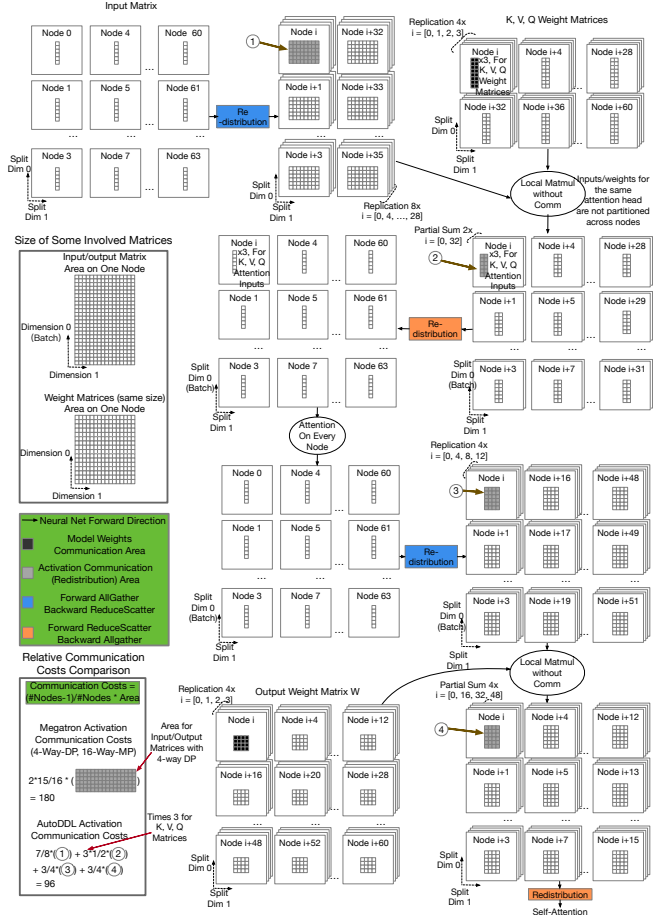 Input Matrix
Node 0
Node 4
Node 60
Node 1
Node 5
Node 61
...
...
...
Node 3
Node 7
Node 63
Split
Dim 0
Split
Dim 1
Re
-distribution
1
Node i
Node i+32
Node i+1
Node i+33
...
...
Node i+3
Node i+35
Split
Dim 0
Split
Dim 1
Replication 8x
i = [0, 4, ..., 28]
Replication 4x
i = [0, 1, 2, 3]
K, V, Q Weight Matrices
Node i
x3, For
K, V, Q
Weight
Matrices
Node i+4
Node i+28
...
Node i+32
Node i+36
Node i+60
...
Split
Dim 0
Split
Dim 1
Local Matmul
without
Comm
Inputs/weights for
the same
attention head
are not partitioned
across nodes
Size of Some Involved Matrices
Input/output Matrix
Area on One Node
Dimension 0
(Batch)
Dimension 1
Weight Matrices (same size)
Area on One Node
Dimension 0
Dimension 1
Node i
x3, For
K, V, Q
Attention
Inputs
Node 4
Node 60
...
Node 1
Node 5
Node 61
...
...
Node 3
Node 7
Node 63
Split
Dim 0
(Batch)
Split
Dim 1
Re-
distribution
Partial Sum 2x
i = [0, 32]
2
Node i
x3, For
K, V, Q
Attention
Inputs
Node i+4
Node i+28
...
Node i+1
Node i+5
Node i+29
...
...
Node i+3
Node i+7
Node i+31
Split
Dim 0
(Batch)
Split
Dim 1
Attention
On Every
Node
Node 0
Node 4
Node 60
...
Node 1
Node 5
Node 61
...
...
Node 3
Node 7
Node 63
Split
Dim 0
(Batch)
Split
Dim 1
Re-
distribution
Replication 4x
i = [0, 4, 8, 12]
3
Node i
Node i+16
Node i+48
...
Node i+1
Node i+17
Node i+49
...
...
Node i+3
Node i+19
Node i+51
Split
Dim 0
(Batch)
Split
Dim 1
Local Matmul
without
Comm
Neural Net Forward Direction
Model Weights
Communication Area
Activation Communication
(Redistribution) Area
Forward AllGather
Backward ReduceScatter
Forward ReduceScatter
Backward Allgather
Relative Communication
Costs Comparison
Communication Costs =
(#Nodes-1)/#Nodes * Area
Megatron Activation
Communication Costs
(4-Way-DP, 16-Way-MP)
2*15/16 * ( )
= 180
AutoDDL Activation
Communication Costs
7/8*(1) + 3*1/2*(2)
+ 3/4*(3) + 3/4*(4)
= 96
Area for
Input/Output
Matrices with
4-way DP
Times 3 for
K, V, Q
Matrices
Replication 4x
i = [0, 1, 2, 3]
Output Weight Matrix W
Node i
Node i+4
Node i+12
...
Node i+16
Node i+20
Node i+28
...
...
Node i+48
Node i+52
Node i+60
Split
Dim 0
Split
Dim 1
Partial Sum 4x
i = [0, 16, 32, 48]
4
Node i
Node i+4
Node i+12
...
Node i+1
Node i+5
Node i+13
...
...
Node i+3
Node i+7
Node i+15
Split
Dim 0
Split
Dim 1
Redistribution
Self-Attention